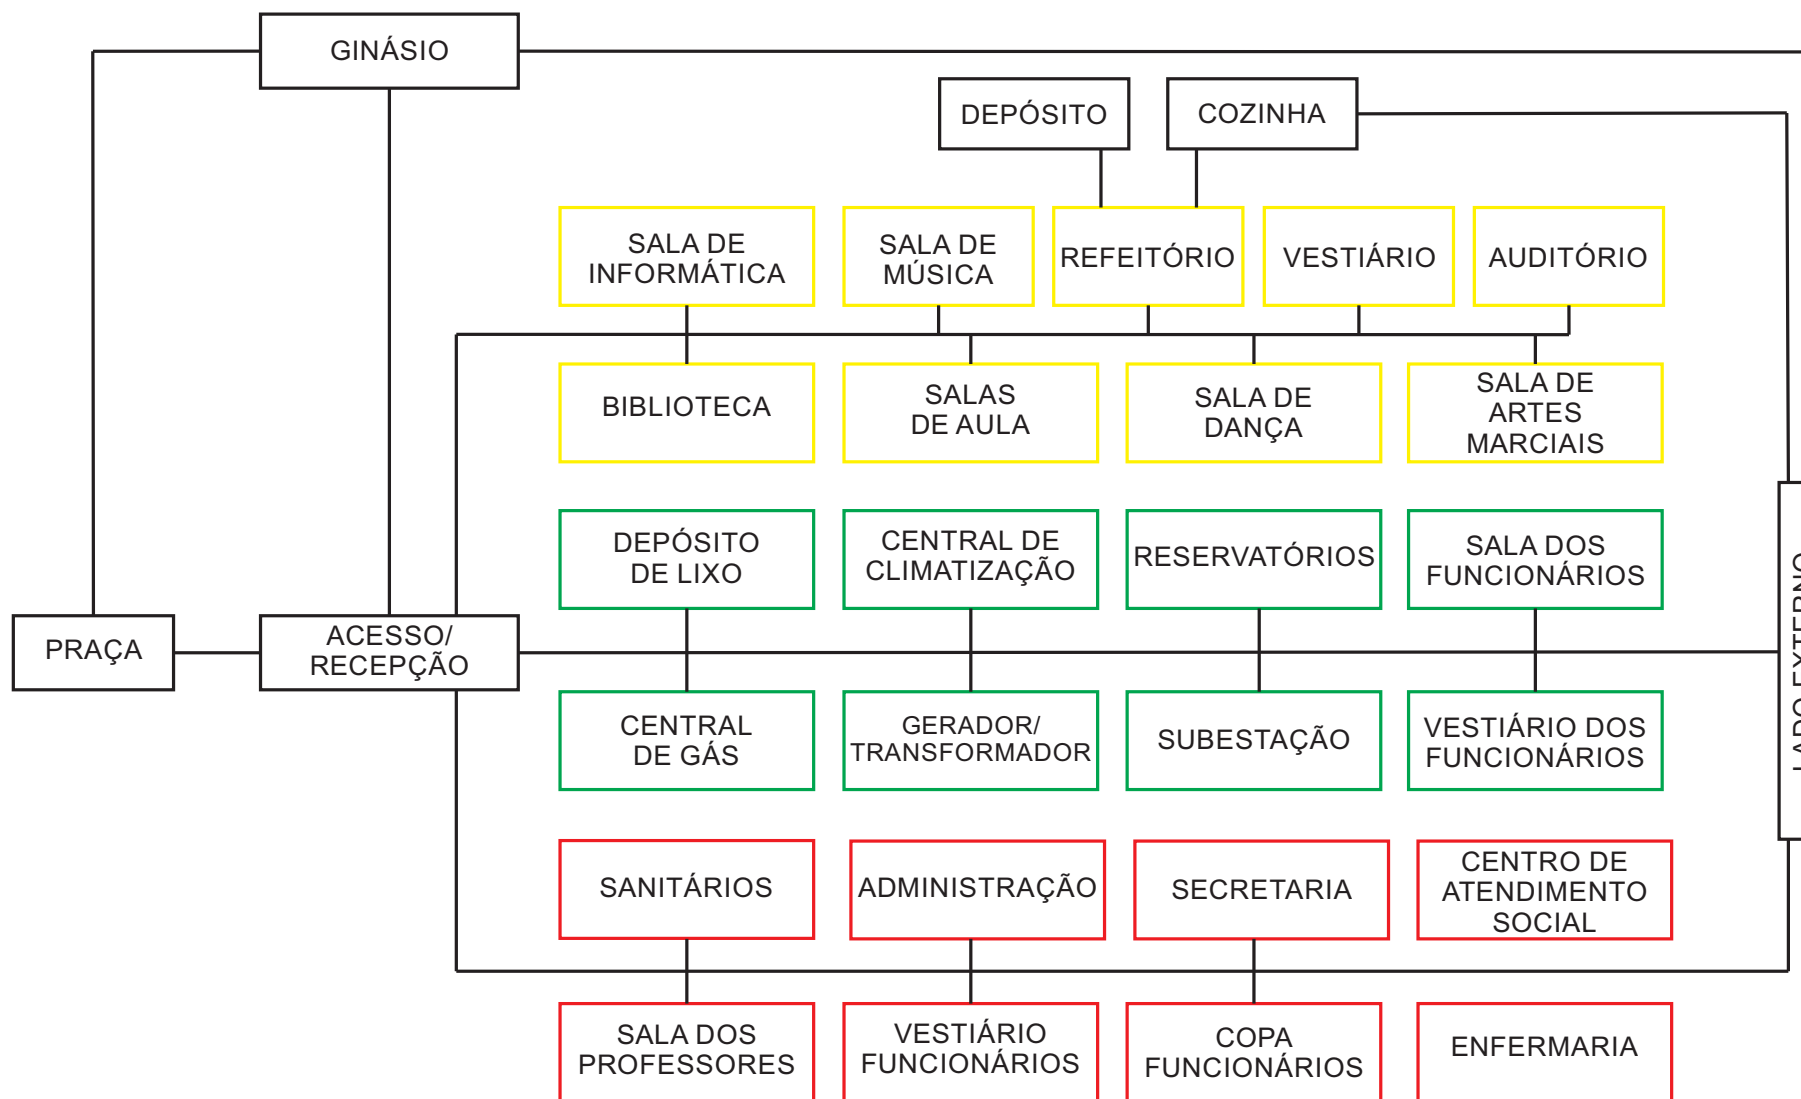 GINÁSIO
DEPÓSITO
COZINHA
SALA DE
INFORMÁTICA
SALA DE
MÚSICA
REFEITÓRIO
VESTIÁRIO
AUDITÓRIO
BIBLIOTECA
SALAS
DE AULA
SALA DE
DANÇA
SALA DE
ARTES
MARCIAIS
DEPÓSITO
DE LIXO
CENTRAL DE
CLIMATIZAÇÃO
RESERVATÓRIOS
SALA DOS
FUNCIONÁRIOS
PRAÇA
ACESSO/
RECEPÇÃO
LADO EXTERNO
CENTRAL
DE GÁS
GERADOR/
TRANSFORMADOR
SUBESTAÇÃO
VESTIÁRIO DOS
FUNCIONÁRIOS
SANITÁRIOS
ADMINISTRAÇÃO
SECRETARIA
CENTRO DE
ATENDIMENTO
SOCIAL
SALA DOS
PROFESSORES
VESTIÁRIO
FUNCIONÁRIOS
COPA
FUNCIONÁRIOS
ENFERMARIA